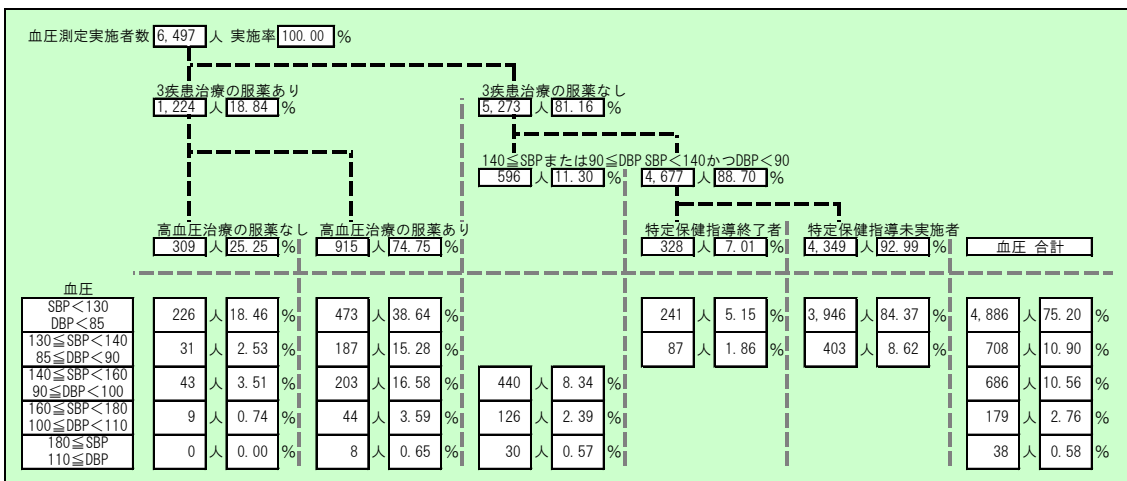 血圧測定実施者数 6,497 人 実施率 100.00 %
3疾患治療の服薬あり 3疾患治療の服薬なし
1,224 人 18.84 % 5,273 人 81.16 %
140≦SBPまたは90≦DBP SBP<140かつDBP<90
596 人 11.30 % 4,677 人 88.70 %
高血圧治療の服薬なし 高血圧治療の服薬あり 特定保健指導終了者 特定保健指導未実施者
309 人 25.25 % 915 人 74.75 % 328 人 7.01 % 4,349 人 92.99 % 血圧 合計
血圧
SBP<130
DBP<85
226 人 18.46 % 473 人 38.64 % 241 人 5.15 % 3,946 人 84.37 % 4,886 人 75.20 %
130≦SBP<140
85≦DBP<90
31 人 2.53 % 187 人 15.28 % 87 人 1.86 % 403 人 8.62 % 708 人 10.90 %
140≦SBP<160
90≦DBP<100
43 人 3.51 % 203 人 16.58 % 440 人 8.34 % 686 人 10.56 %
160≦SBP<180
100≦DBP<110
9 人 0.74 % 44 人 3.59 % 126 人 2.39 % 179 人 2.76 %
180≦SBP
110≦DBP
0 人 0.00 % 8 人 0.65 % 30 人 0.57 % 38 人 0.58 %